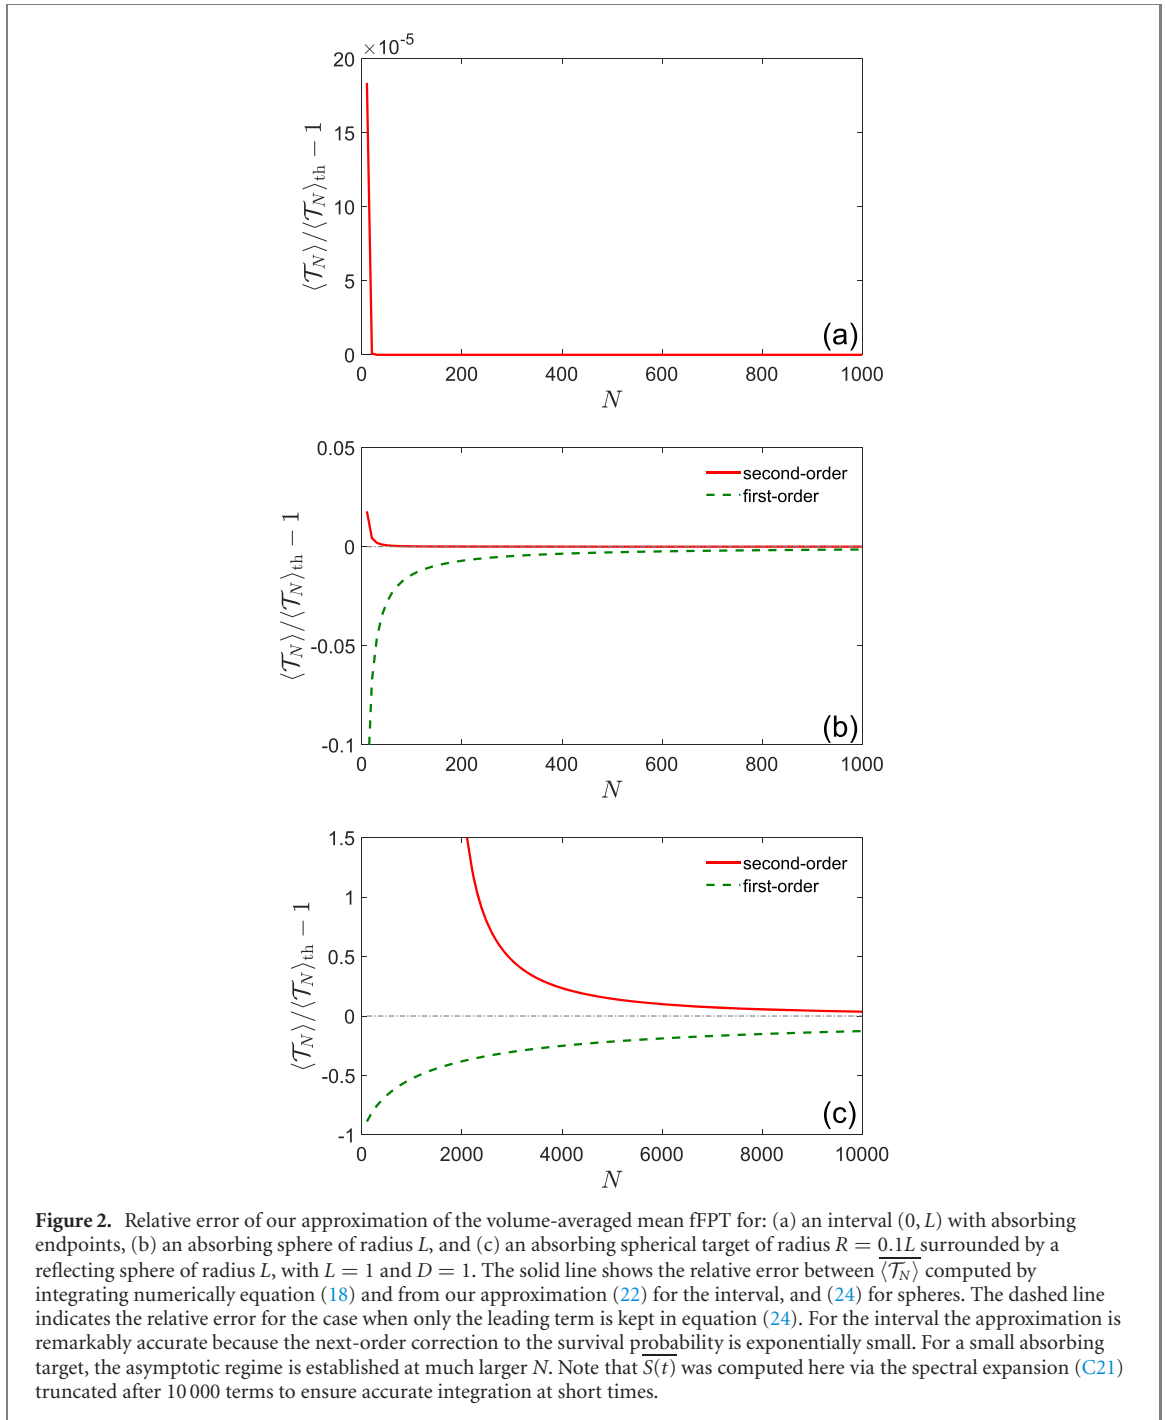 ×10-5
20
15
10
5
0
⟨𝒯N⟩/⟨𝒯N⟩th − 1
(a)
0 200 400 600 800 1000
N
0.05
0
-0.05
-0.1
⟨𝒯N⟩/⟨𝒯N⟩th − 1
second-order
first-order
(b)
0 200 400 600 800 1000
N
1.5
1
0.5
0
-0.5
-1
⟨𝒯N⟩/⟨𝒯N⟩th − 1
second-order
first-order
(c)
0 2000 4000 6000 8000 10000
N
Figure 2. Relative error of our approximation of the volume-averaged mean fFPT for: (a) an interval (0, L) with absorbing
endpoints, (b) an absorbing sphere of radius L, and (c) an absorbing spherical target of radius R = 0.1L surrounded by a
reflecting sphere of radius L, with L = 1 and D = 1. The solid line shows the relative error between ⟨𝒯N⟩ computed by
integrating numerically equation (18) and from our approximation (22) for the interval, and (24) for spheres. The dashed line
indicates the relative error for the case when only the leading term is kept in equation (24). For the interval the approximation is
remarkably accurate because the next-order correction to the survival probability is exponentially small. For a small absorbing
target, the asymptotic regime is established at much larger N. Note that S(t) was computed here via the spectral expansion (C21)
truncated after 10 000 terms to ensure accurate integration at short times.